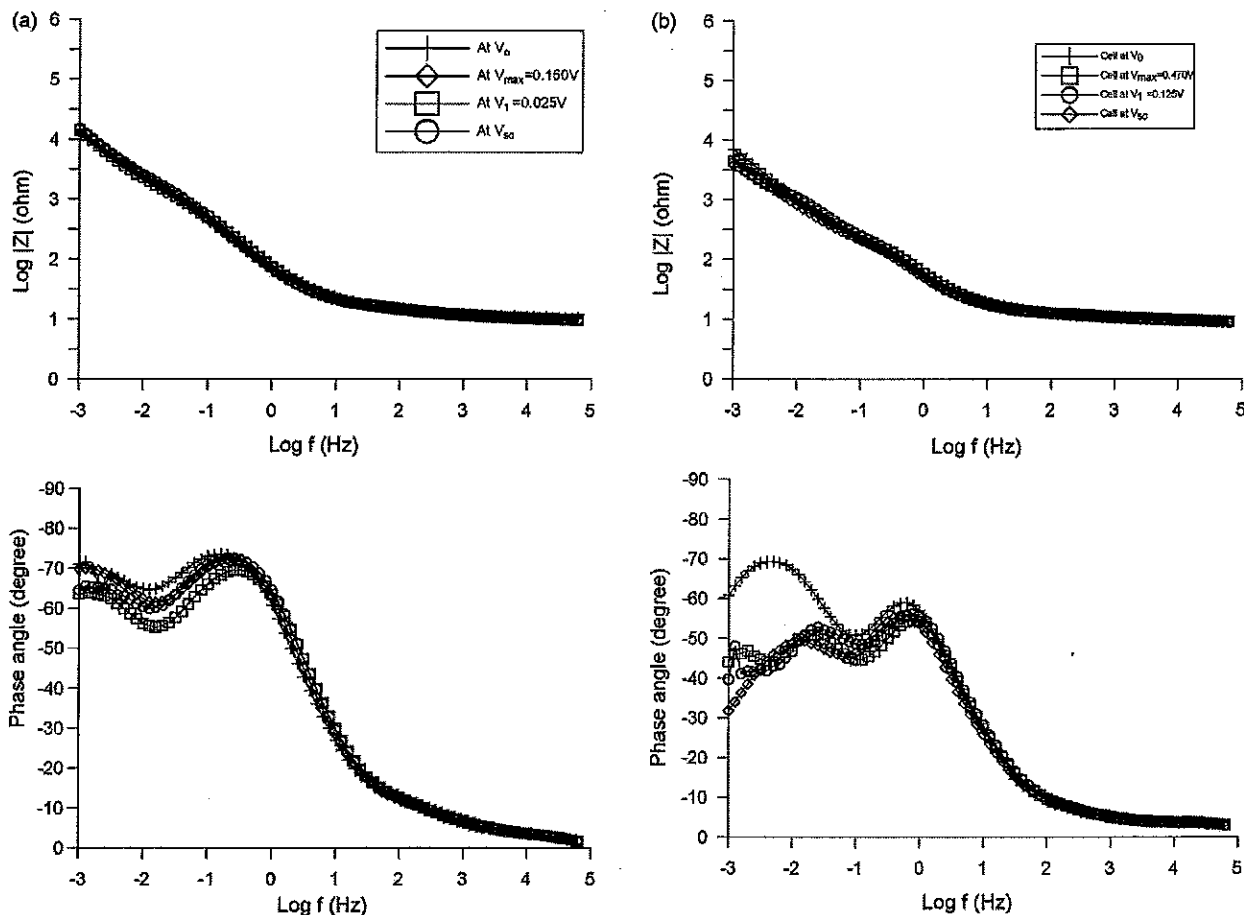 (a)
At V₀
At Vmax=0.160V
At V₁ =0.025V
At Vsc
6
5
4
3
2
1
0
Log |Z| (ohm)
-3 -2 -1 0 1 2 3 4 5
Log f (Hz)
(b)
Cell at V₀
Cell at Vmax=0.470V
Cell at V₁ =0.125V
Cell at Vsc
6
5
4
3
2
1
0
Log |Z| (ohm)
-3 -2 -1 0 1 2 3 4 5
Log f (Hz)
-90
-80
-70
-60
-50
-40
-30
-20
-10
0
Phase angle (degree)
-3 -2 -1 0 1 2 3 4 5
Log f (Hz)
-90
-80
-70
-60
-50
-40
-30
-20
-10
0
Phase angle (degree)
-3 -2 -1 0 1 2 3 4 5
Log f (Hz)